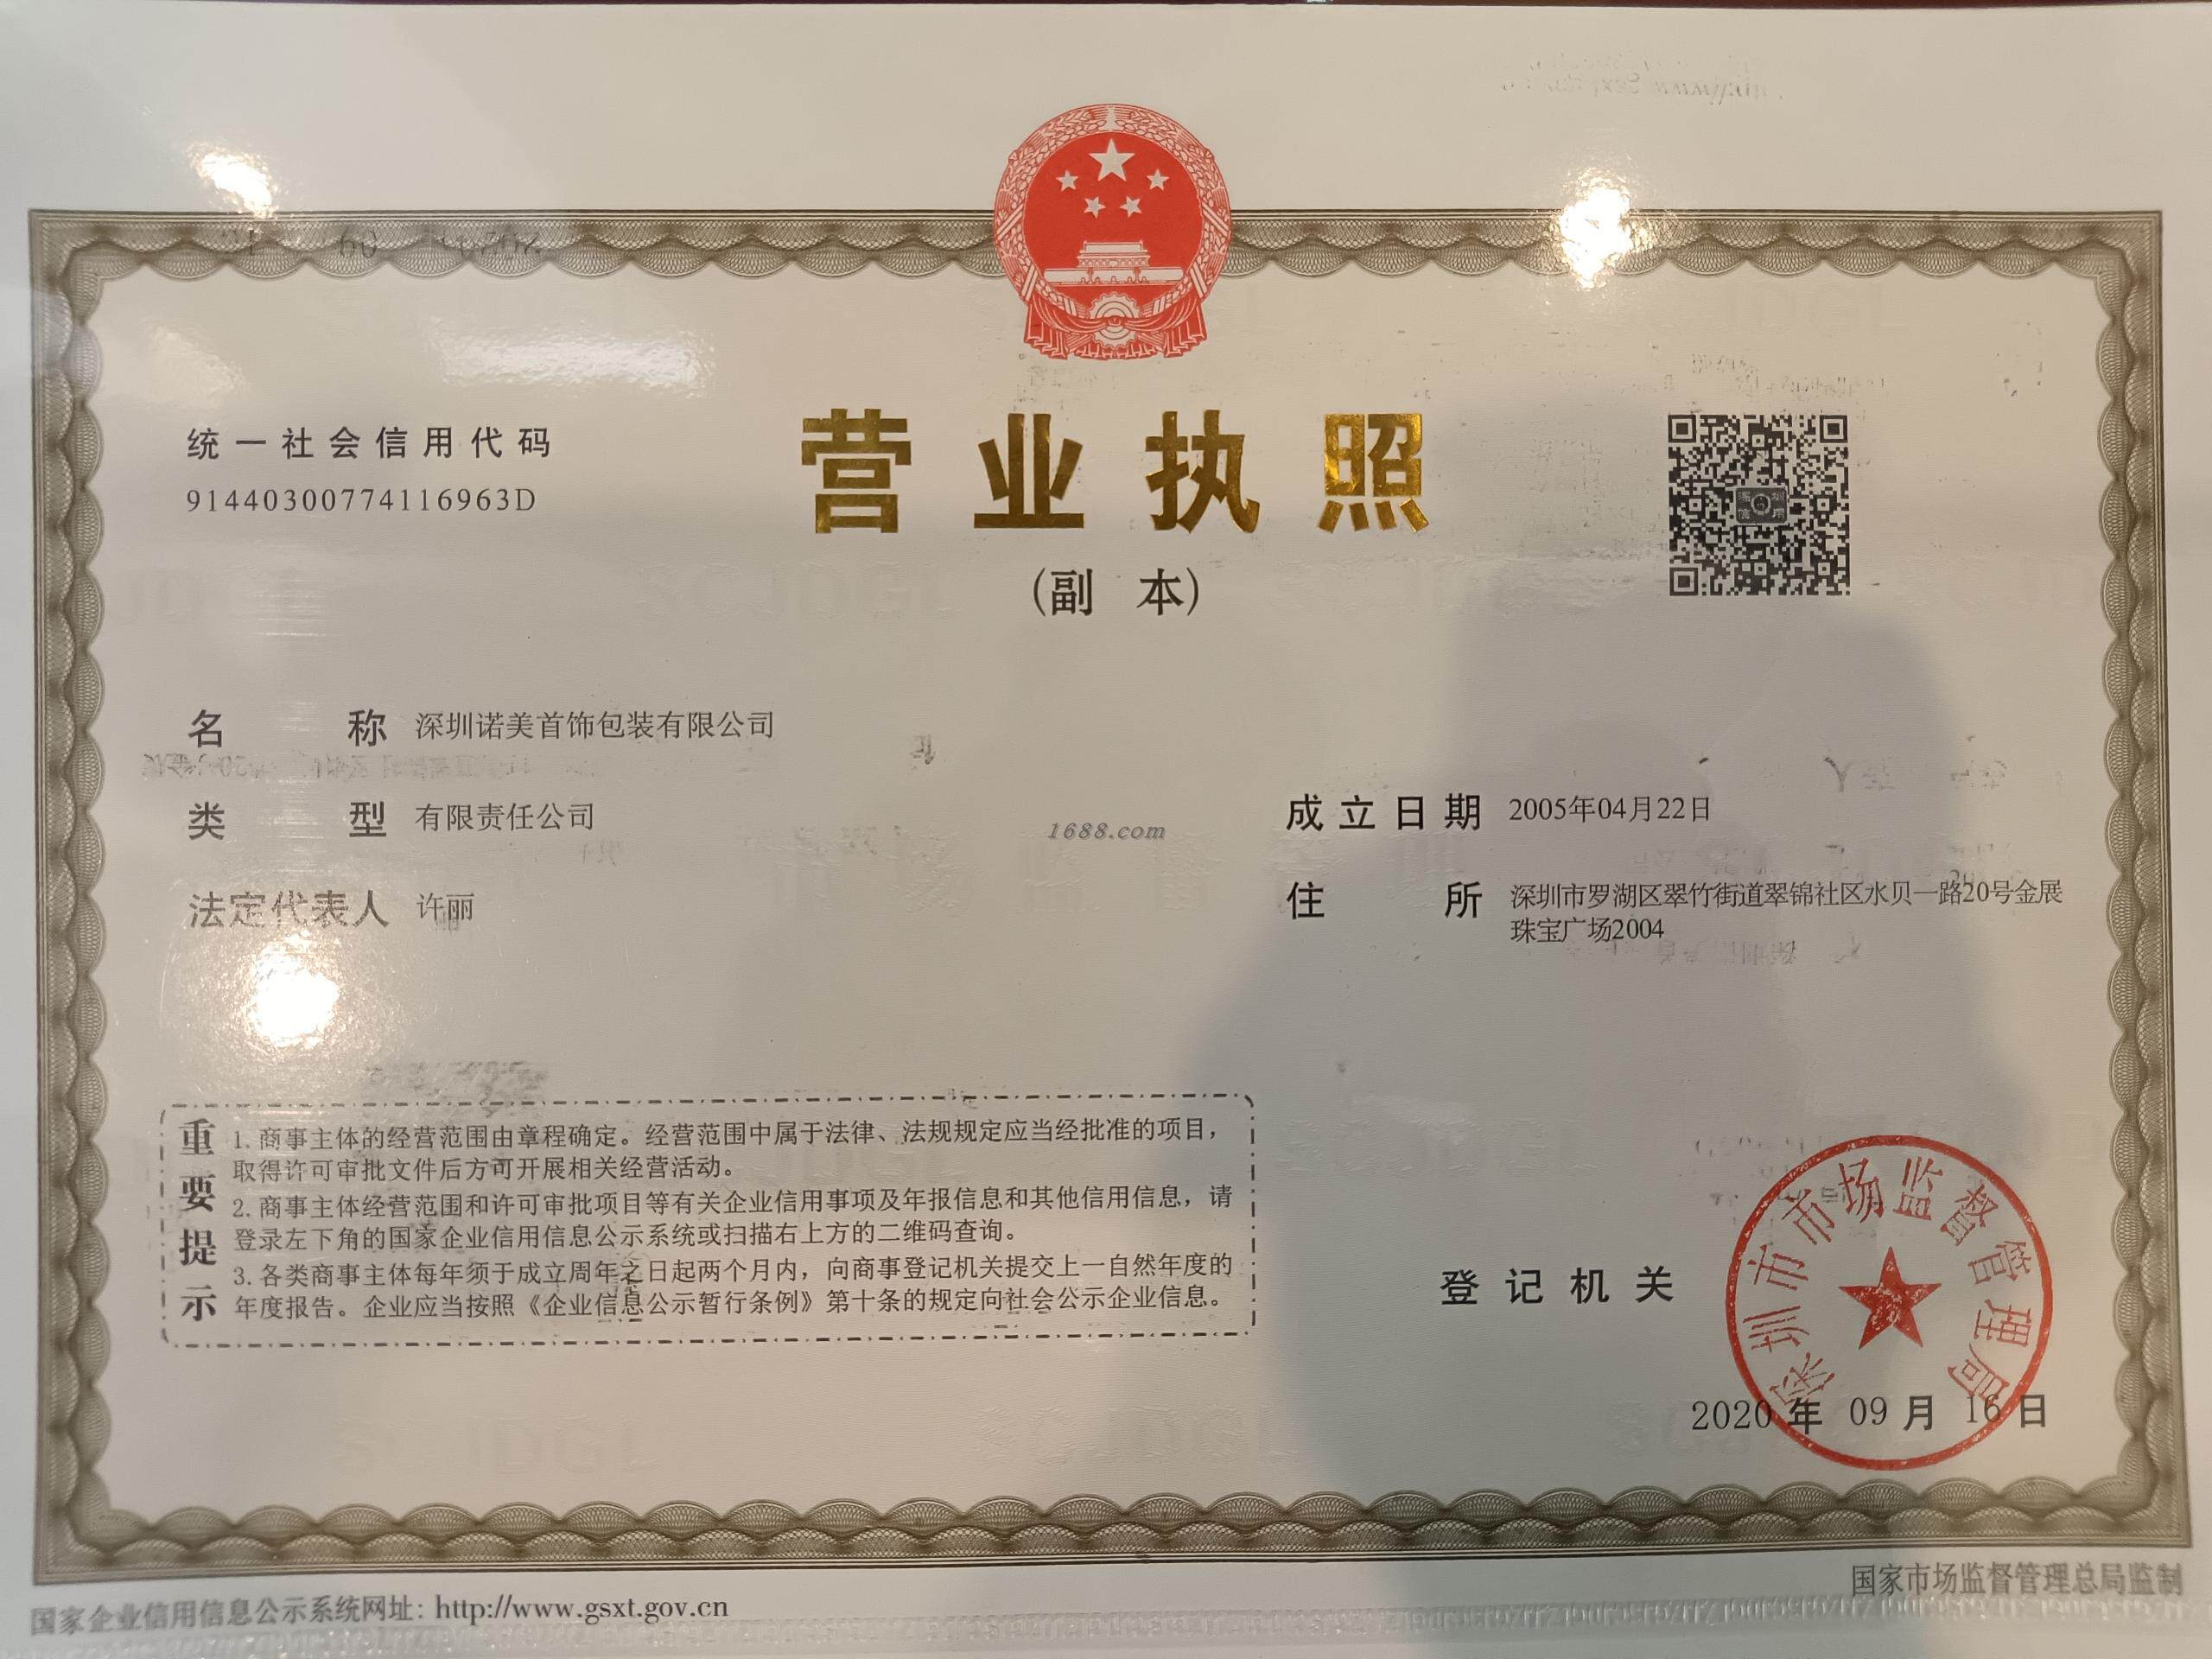 统一社会信用代码
91440300774116963D
营业执照
(副 本)
名 称 深圳诺美首饰包装有限公司
类 型 有限责任公司
法定代表人 许丽
1688.com
成立日期 2005年04月22日
住 所 深圳市罗湖区翠竹街道翠锦社区水贝一路20号金展
珠宝广场2004
重要提示
1.商事主体的经营范围由章程确定。经营范围中属于法律、法规规定应当经批准的项目，
取得许可审批文件后方可开展相关经营活动。
2.商事主体经营范围和许可审批项目等有关企业信用事项及年报信息和其他信用信息，请
登录左下角的国家企业信用信息公示系统或扫描右上方的二维码查询。
3.各类商事主体每年须于成立周年之日起两个月内，向商事登记机关提交上一自然年度的
年度报告。企业应当按照《企业信息公示暂行条例》第十条的规定向社会公示企业信息。
登记机关
深圳市市场监督管理局
2020 年 09 月 16 日
国家企业信用信息公示系统网址: http://www.gsxt.gov.cn
国家市场监督管理总局监制